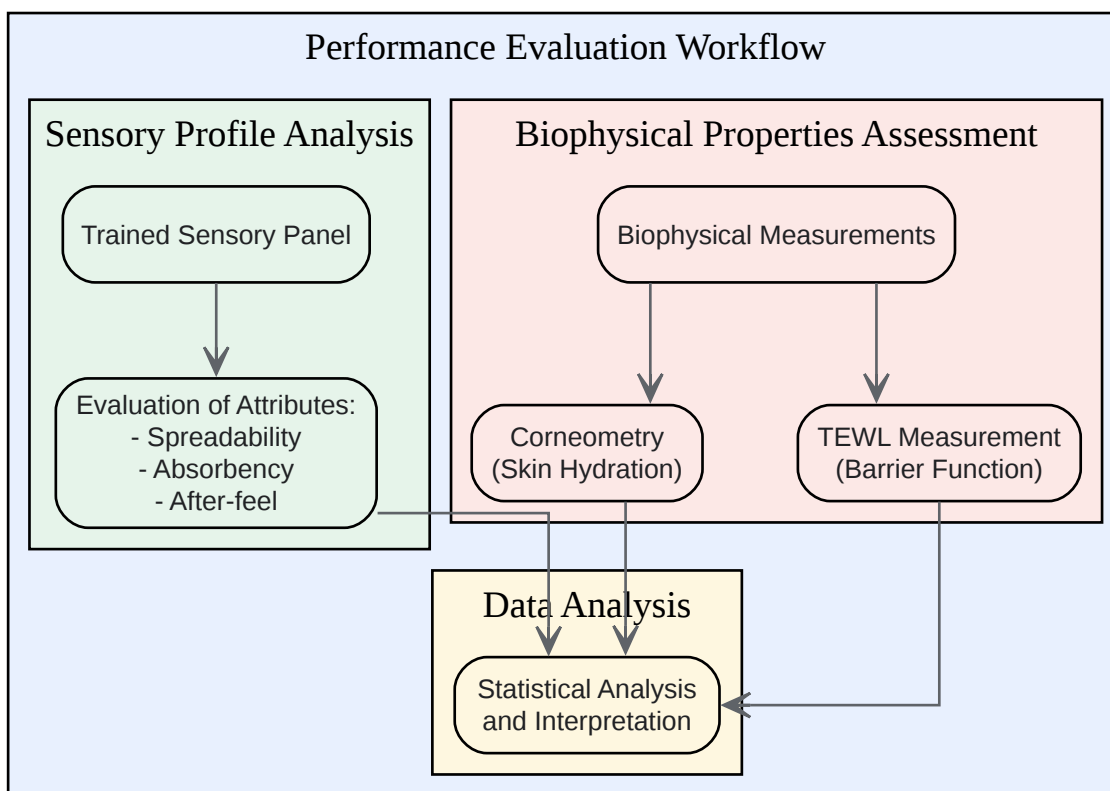 Performance Evaluation Workflow
Sensory Profile Analysis
Trained Sensory Panel
Evaluation of Attributes:
- Spreadability
- Absorbency
- After-feel
Biophysical Properties Assessment
Biophysical Measurements
Corneometry
(Skin Hydration)
TEWL Measurement
(Barrier Function)
Data Analysis
Statistical Analysis
and Interpretation